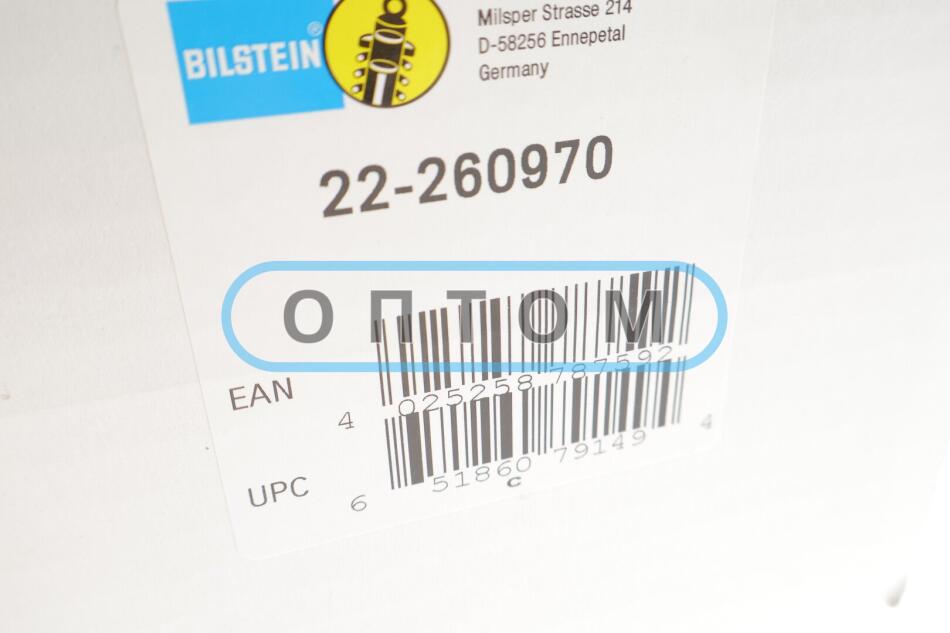 BILSTEIN®
Milsper Strasse 214
D-58256 Ennepetal
Germany
22-260970
ОПТОМ
EAN
4 025258 787592
UPC
6 51860 79149 4
C